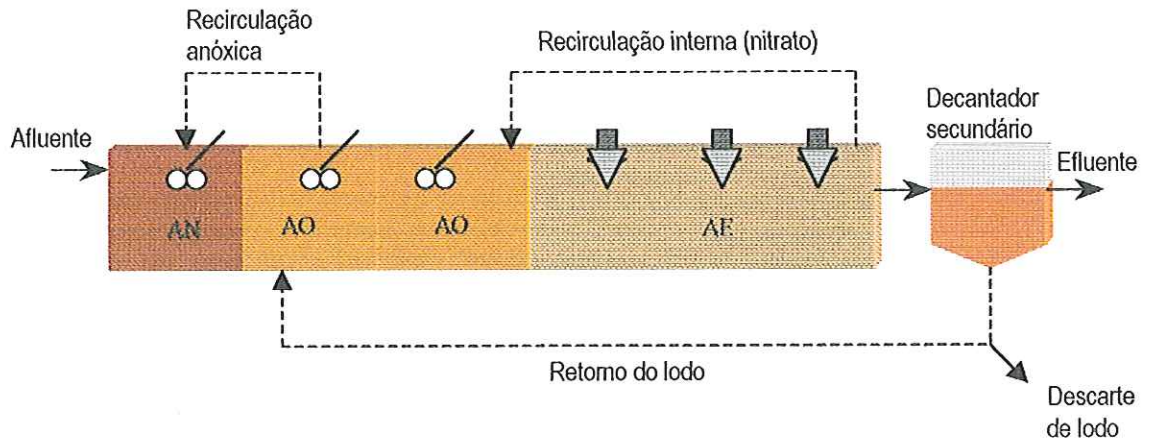 Recirculação
anóxica
Recirculação interna (nitrato)
Afluente
Decantador
secundário
Efluente
AN
AO
AO
AE
Retorno do lodo
Descarte
de lodo